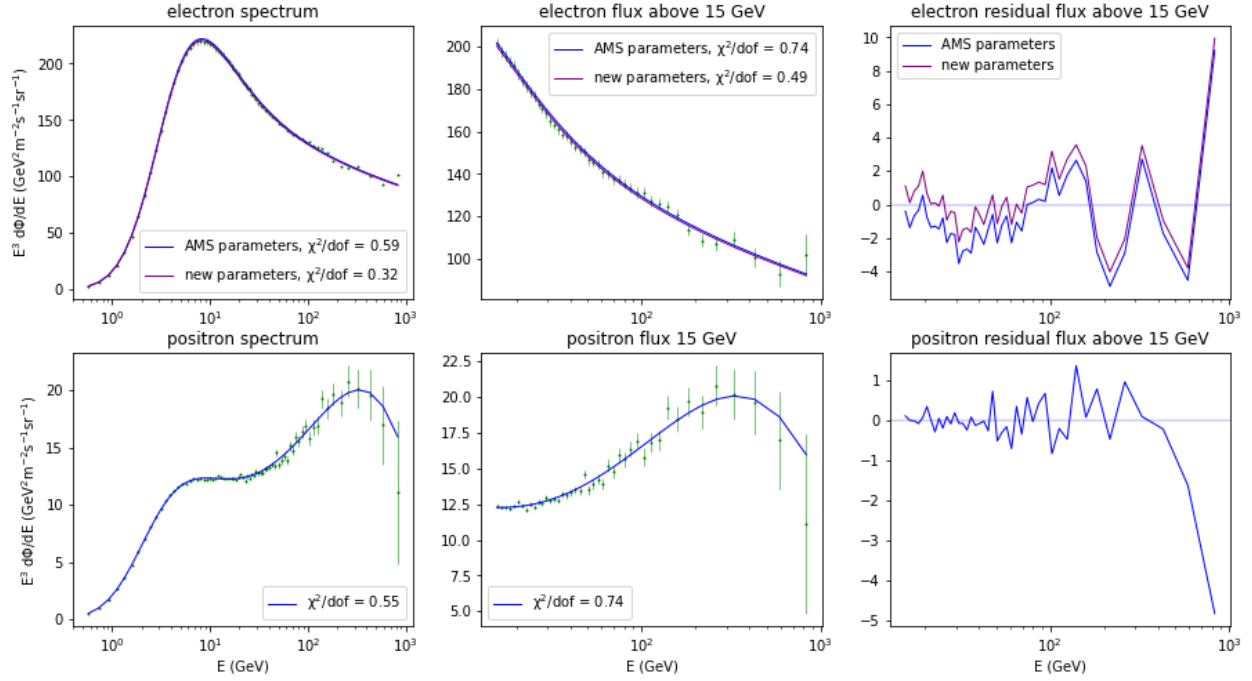 electron spectrum
E³ dΦ/dE (GeV²m⁻²s⁻¹sr⁻¹)
200
150
100
50
0
10⁰
10¹
10²
10³
AMS parameters, χ²/dof = 0.59
new parameters, χ²/dof = 0.32
electron flux above 15 GeV
200
180
160
140
120
100
10²
10³
AMS parameters, χ²/dof = 0.74
new parameters, χ²/dof = 0.49
electron residual flux above 15 GeV
10
8
6
4
2
0
−2
−4
10²
10³
AMS parameters
new parameters
positron spectrum
E³ dΦ/dE (GeV²m⁻²s⁻¹sr⁻¹)
20
15
10
5
0
10⁰
10¹
10²
10³
E (GeV)
χ²/dof = 0.55
positron flux 15 GeV
22.5
20.0
17.5
15.0
12.5
10.0
7.5
5.0
10²
10³
E (GeV)
χ²/dof = 0.74
positron residual flux above 15 GeV
1
0
−1
−2
−3
−4
−5
10²
10³
E (GeV)